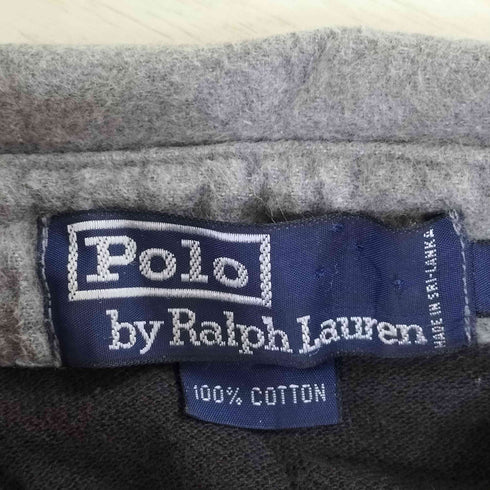 Polo
by Ralph Lauren
MADE IN SRI-LANKA
100% COTTON